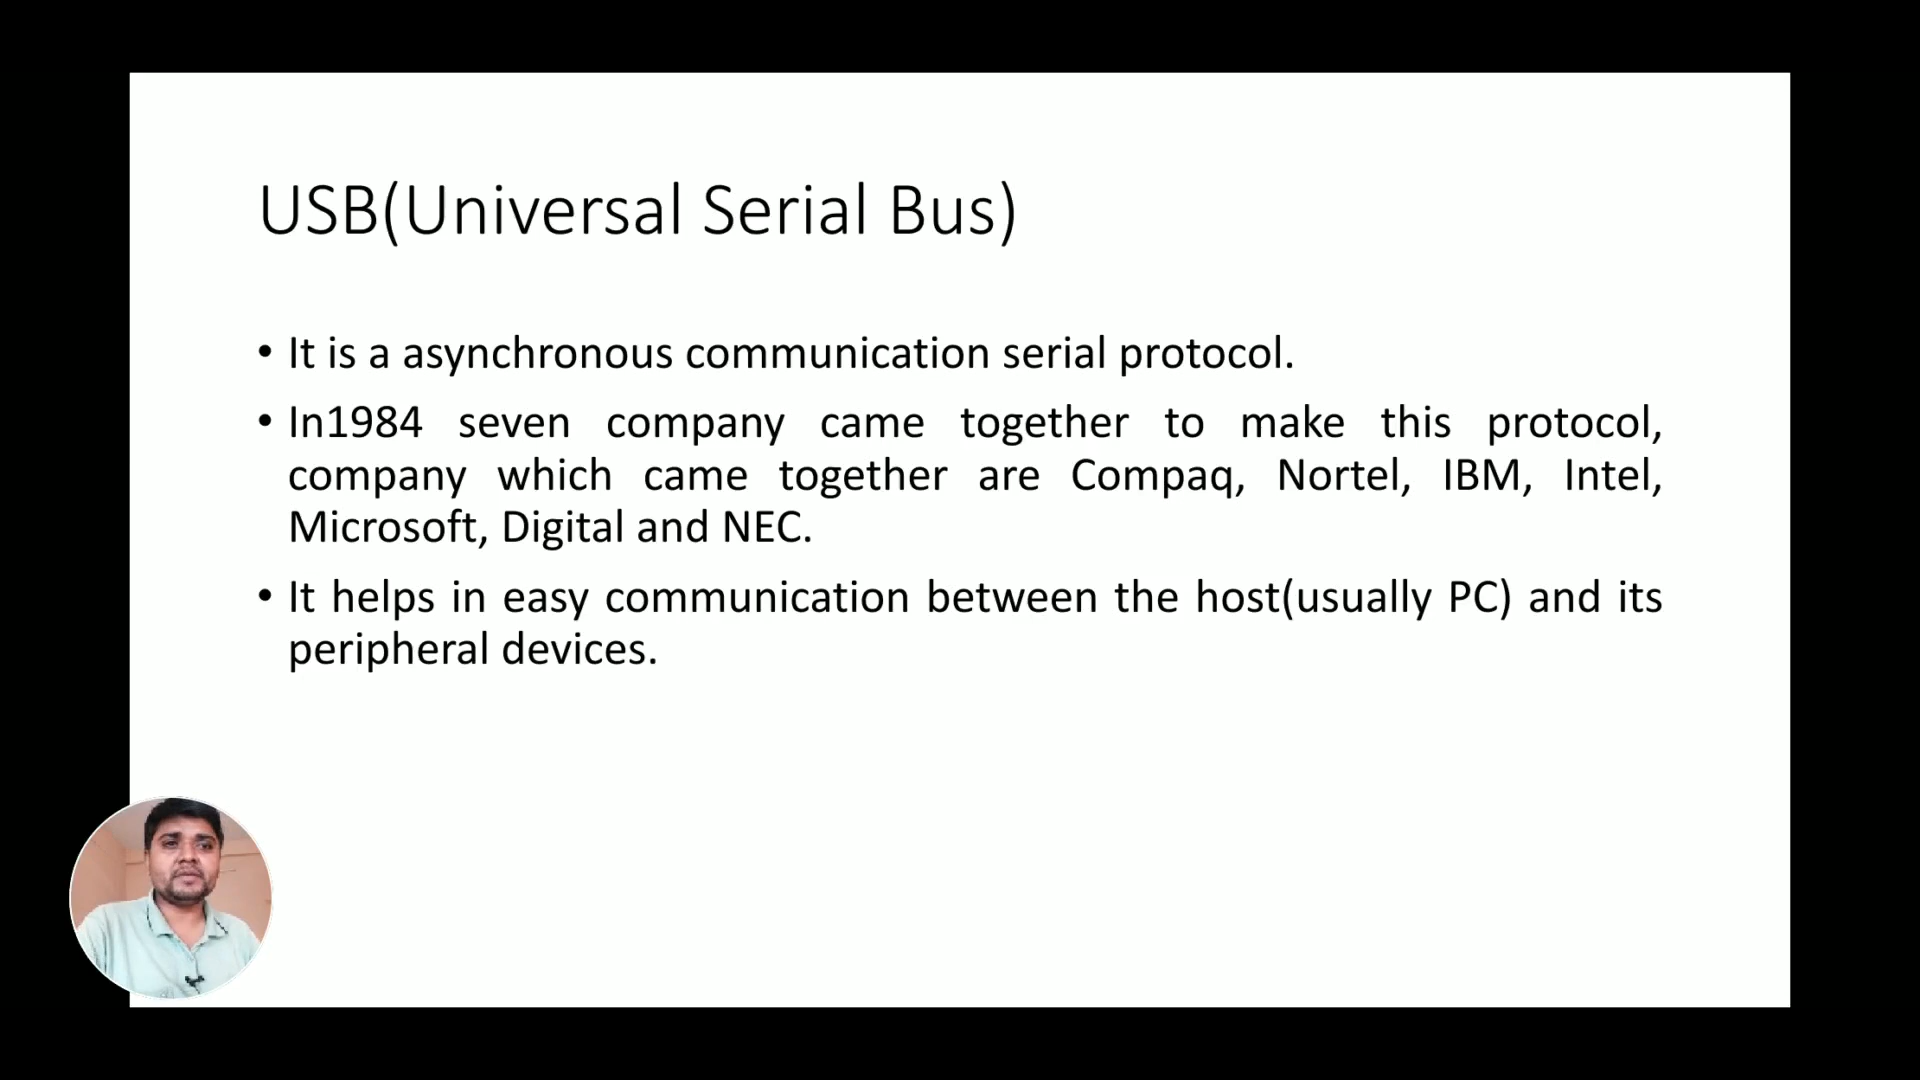 USB(Universal Serial Bus)
• It is a asynchronous communication serial protocol.
• In1984 seven company came together to make this protocol,
company which came together are Compaq, Nortel, IBM, Intel,
Microsoft, Digital and NEC.
• It helps in easy communication between the host(usually PC) and its
peripheral devices.